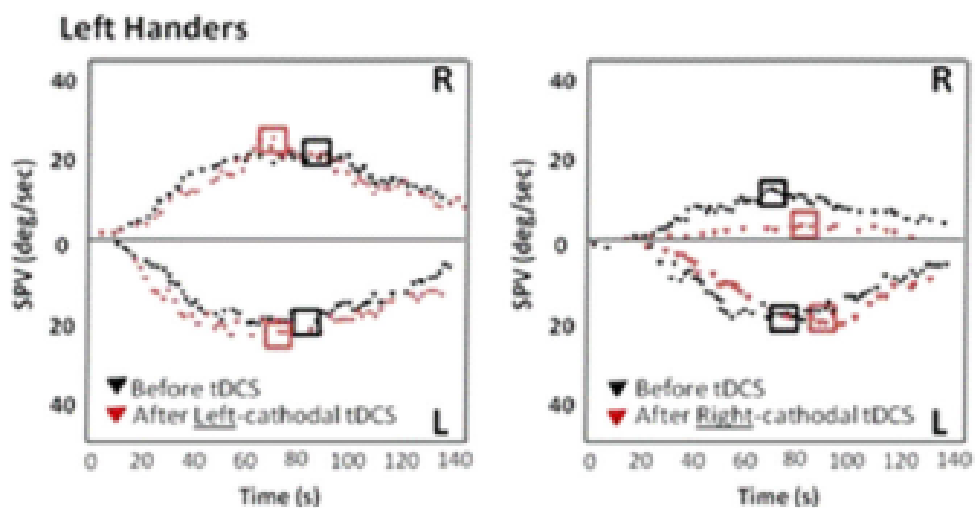 Left Handers
R
40
20
0
20
40
SPV (deg/sec)
▼Before tDCS
▼After Left-cathodal tDCS
L
0 20 40 60 80 100 120 140
Time (s)
R
40
20
0
20
40
SPV (deg/sec)
▼Before tDCS
▼After Right-cathodal tDCS
L
0 20 40 60 80 100 120 140
Time (s)